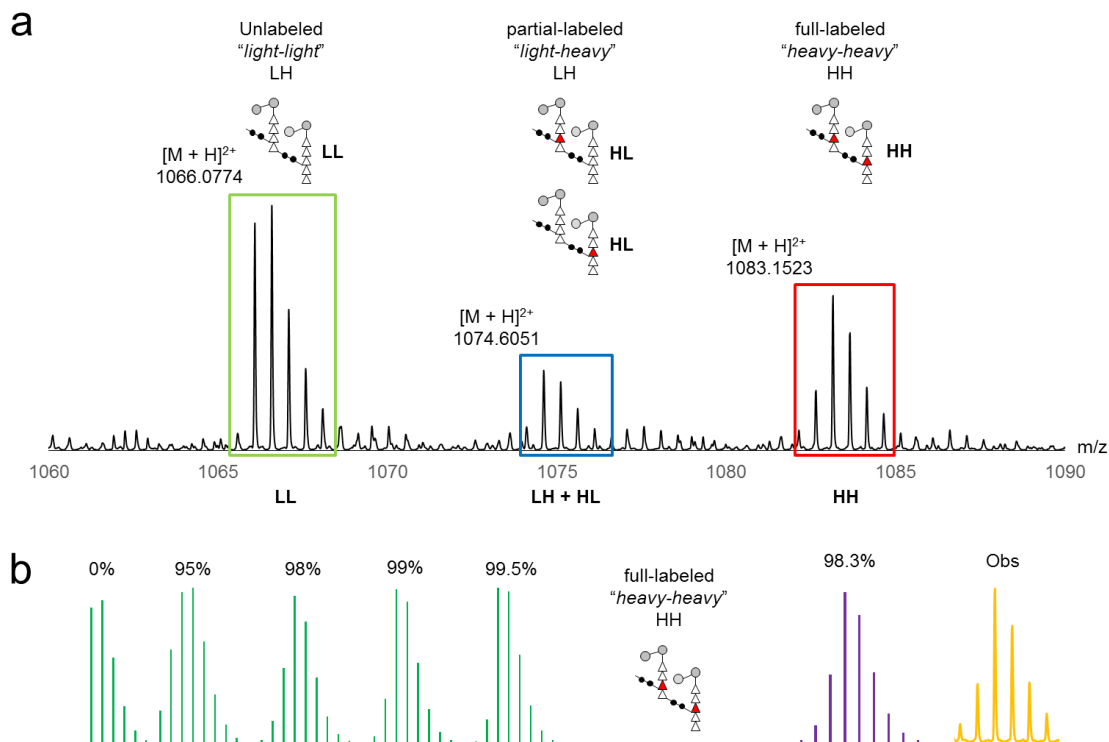 a
Unlabeled
“light-light”
LH
partial-labeled
“light-heavy”
LH
full-labeled
“heavy-heavy”
HH
[M + H]2+
1066.0774
LL
HL
HL
HH
[M + H]2+
1074.6051
[M + H]2+
1083.1523
1060 1065 1070 1075 1080 1085 1090 m/z
LL LH + HL HH
b
0% 95% 98% 99% 99.5%
full-labeled
“heavy-heavy”
HH
98.3% Obs